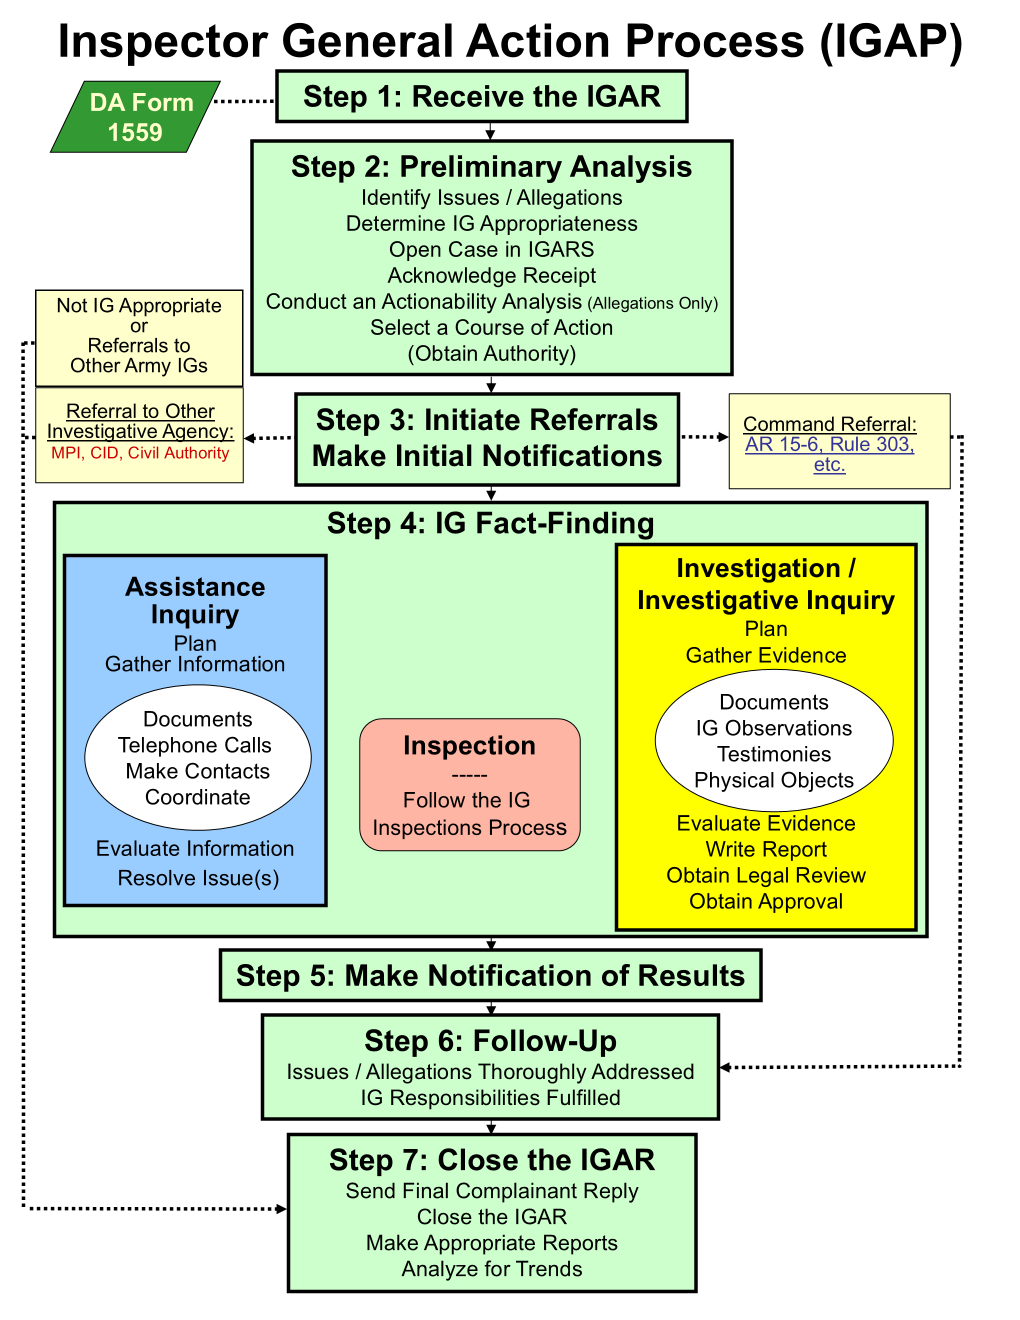 Inspector General Action Process (IGAP)
DA Form
1559
Step 1: Receive the IGAR
Step 2: Preliminary Analysis
Identify Issues / Allegations
Determine IG Appropriateness
Open Case in IGARS
Acknowledge Receipt
Conduct an Actionability Analysis (Allegations Only)
Select a Course of Action
(Obtain Authority)
Not IG Appropriate
or
Referrals to
Other Army IGs
Referral to Other
Investigative Agency:
MPI, CID, Civil Authority
Step 3: Initiate Referrals
Make Initial Notifications
Command Referral:
AR 15-6, Rule 303,
etc.
Step 4: IG Fact-Finding
Assistance
Inquiry
Plan
Gather Information
Documents
Telephone Calls
Make Contacts
Coordinate
Evaluate Information
Resolve Issue(s)
Inspection
-----
Follow the IG
Inspections Process
Investigation /
Investigative Inquiry
Plan
Gather Evidence
Documents
IG Observations
Testimonies
Physical Objects
Evaluate Evidence
Write Report
Obtain Legal Review
Obtain Approval
Step 5: Make Notification of Results
Step 6: Follow-Up
Issues / Allegations Thoroughly Addressed
IG Responsibilities Fulfilled
Step 7: Close the IGAR
Send Final Complainant Reply
Close the IGAR
Make Appropriate Reports
Analyze for Trends